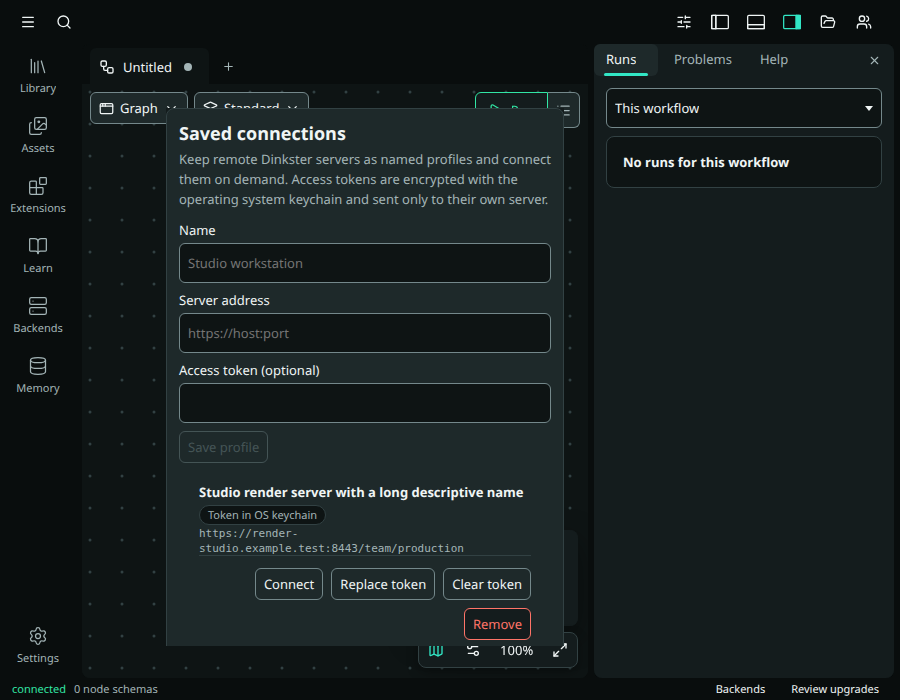 Untitled
Library
Assets
Extensions
Learn
Backends
Memory
Settings
Graph
Standard
Saved connections
Keep remote Dinkster servers as named profiles and connect
them on demand. Access tokens are encrypted with the
operating system keychain and sent only to their own server.
Name
Studio workstation
Server address
https://host:port
Access token (optional)
Save profile
Studio render server with a long descriptive name
Token in OS keychain
https://render-
studio.example.test:8443/team/production
Connect
Replace token
Clear token
Remove
100%
Runs
Problems
Help
This workflow
No runs for this workflow
connected
0 node schemas
Backends
Review upgrades